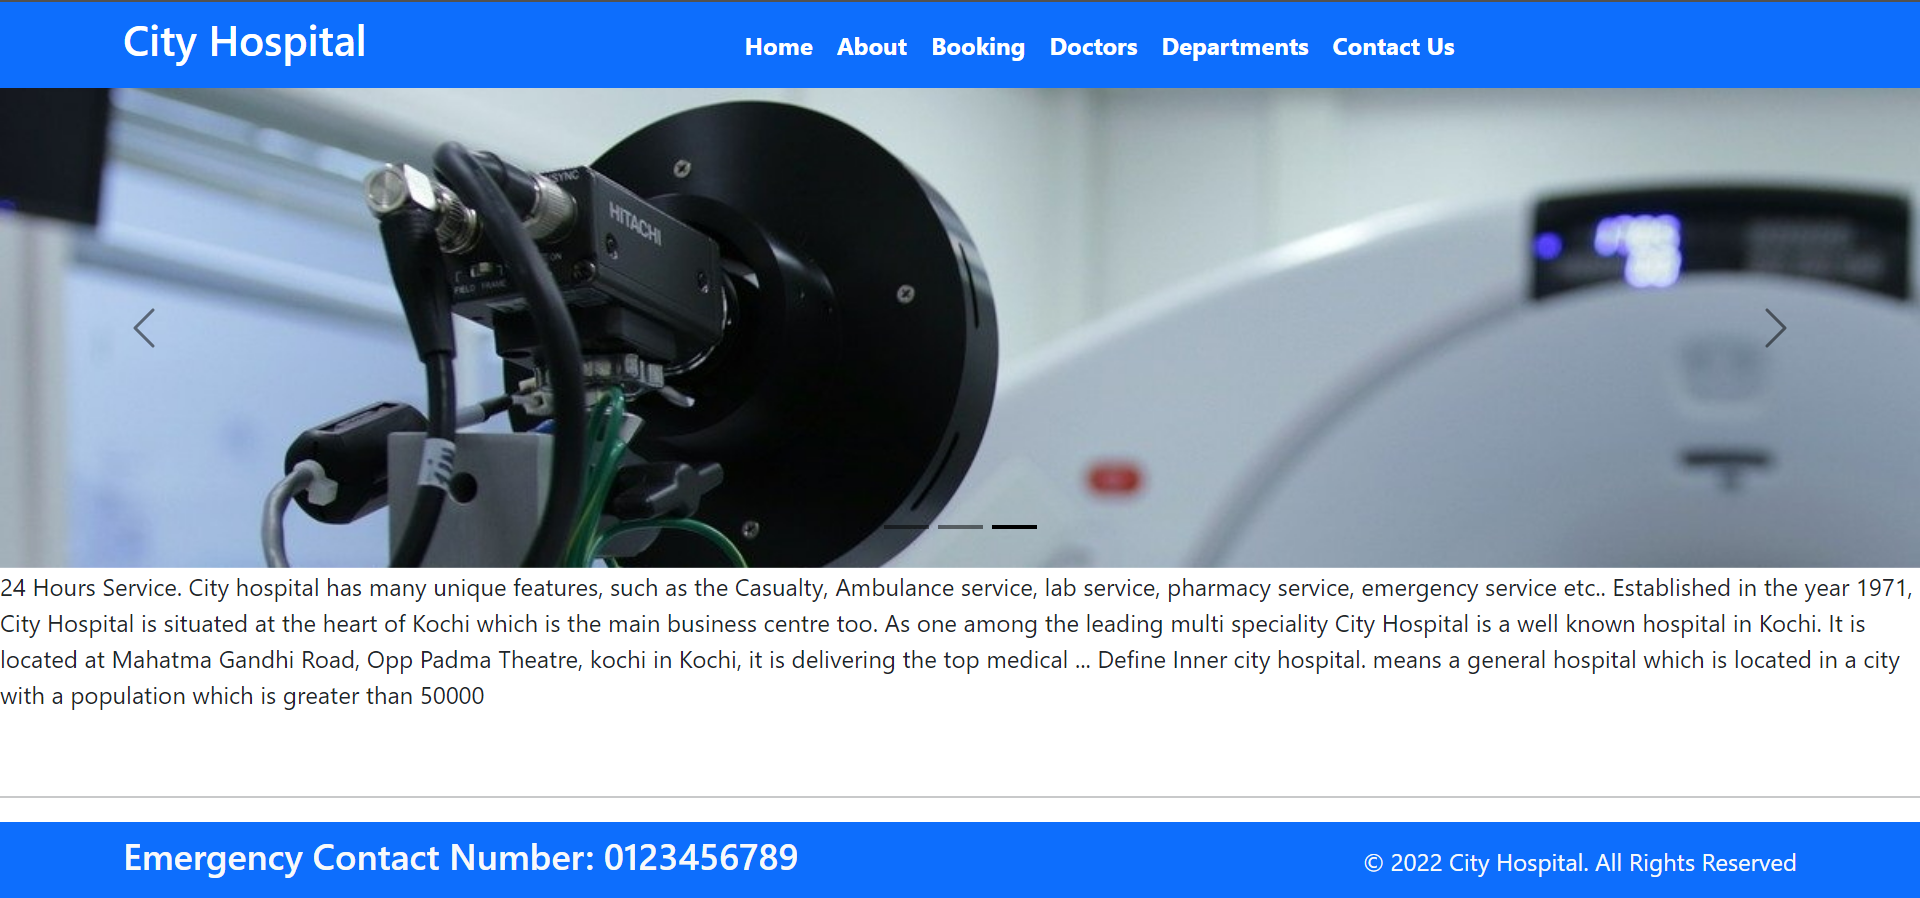 City Hospital
Home About Booking Doctors Departments Contact Us
SYNC
HITACHI
FIELD FRAME
24 Hours Service. City hospital has many unique features, such as the Casualty, Ambulance service, lab service, pharmacy service, emergency service etc.. Established in the year 1971,
City Hospital is situated at the heart of Kochi which is the main business centre too. As one among the leading multi speciality City Hospital is a well known hospital in Kochi. It is
located at Mahatma Gandhi Road, Opp Padma Theatre, kochi in Kochi, it is delivering the top medical ... Define Inner city hospital. means a general hospital which is located in a city
with a population which is greater than 50000
Emergency Contact Number: 0123456789
© 2022 City Hospital. All Rights Reserved